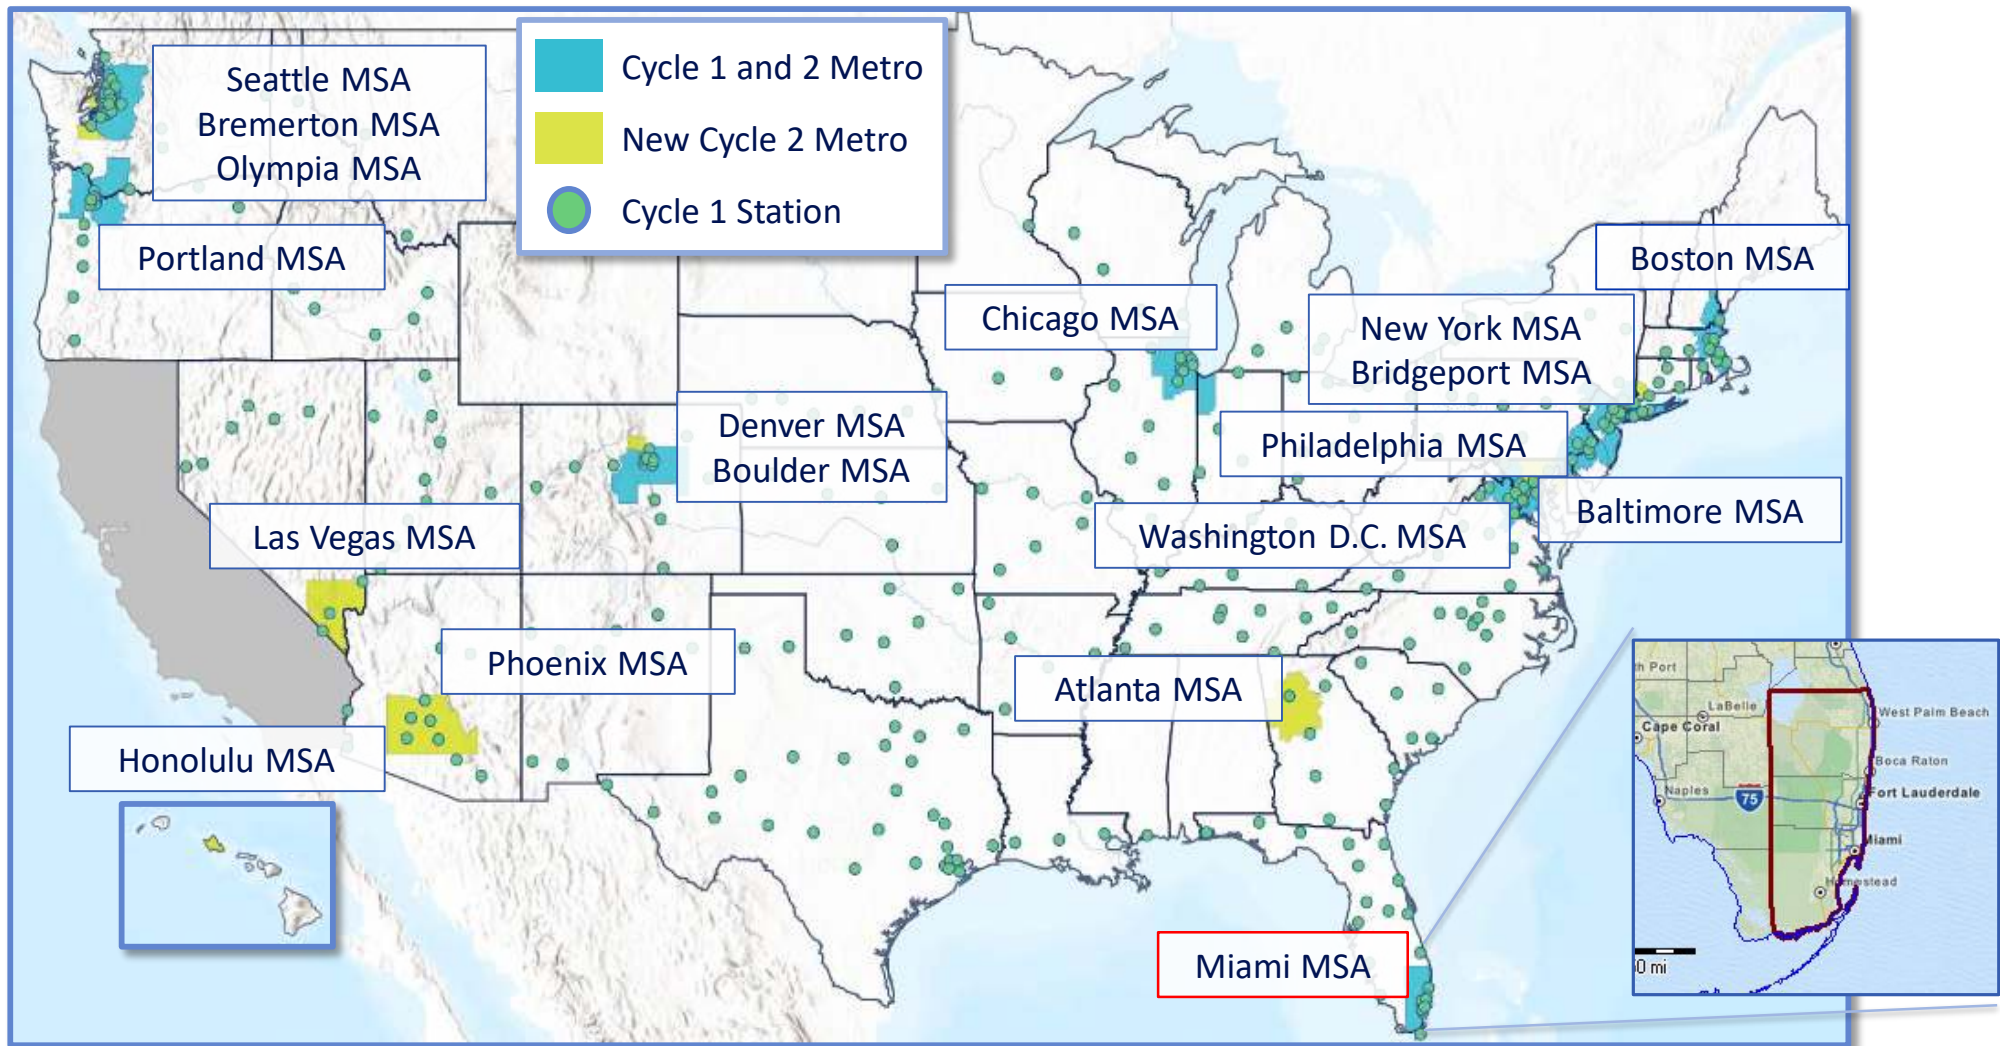 Cycle 1 and 2 Metro
New Cycle 2 Metro
Cycle 1 Station
Seattle MSA
Bremerton MSA
Olympia MSA
Portland MSA
Boston MSA
Chicago MSA
New York MSA
Bridgeport MSA
Denver MSA
Boulder MSA
Philadelphia MSA
Baltimore MSA
Washington D.C. MSA
Las Vegas MSA
Phoenix MSA
Atlanta MSA
Honolulu MSA
Miami MSA
th Port
LaBelle
West Palm Beach
Cape Coral
Boca Raton
Naples
75
Fort Lauderdale
Miami
Homestead
0 mi